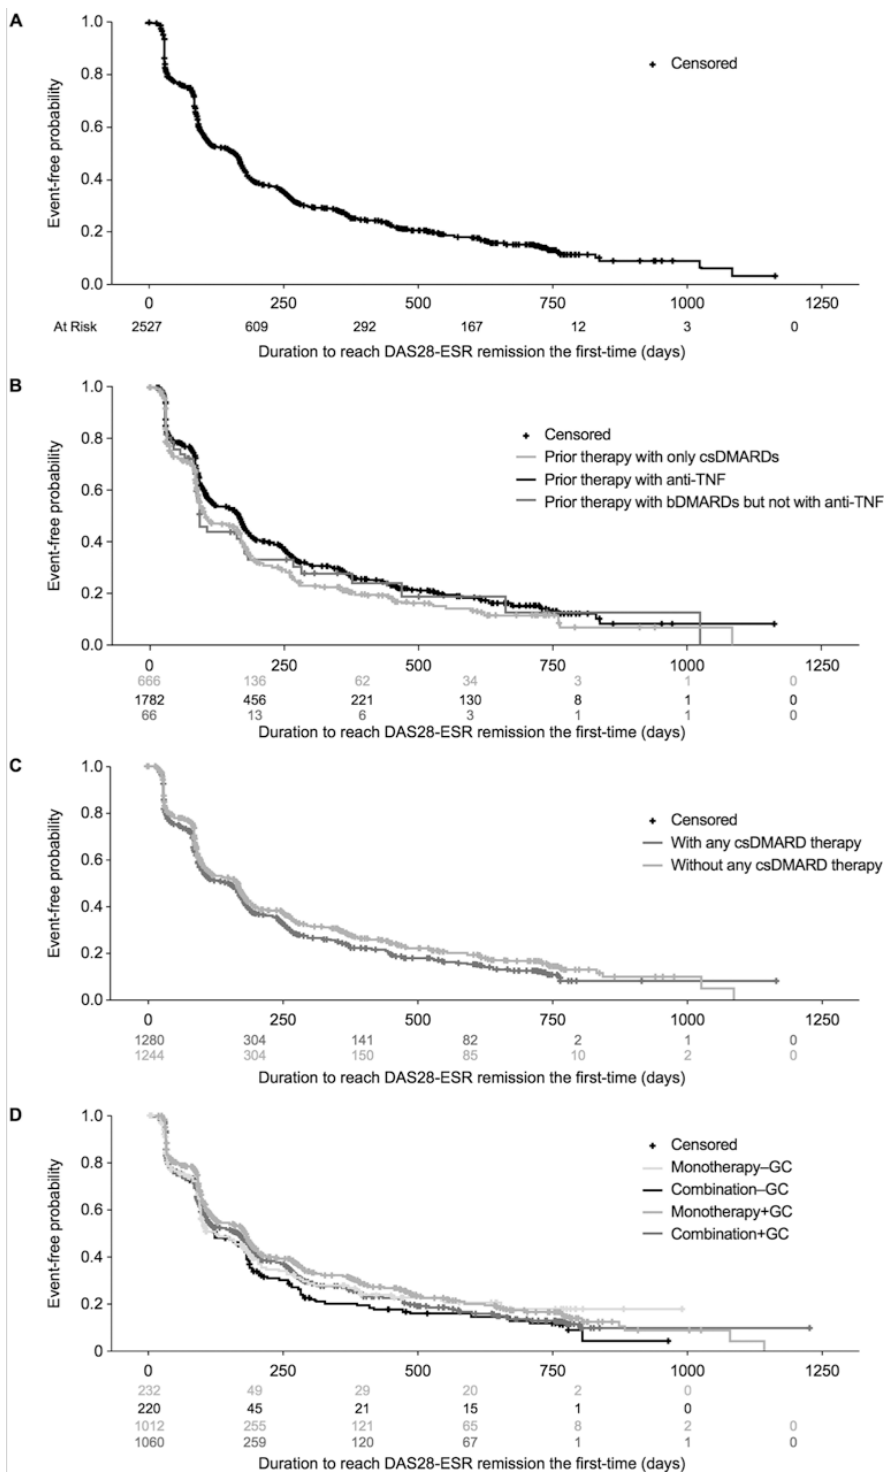 A
1.0
0.8
0.6
0.4
0.2
0.0
Event-free probability
Censored
0 250 500 750 1000 1250
At Risk 2527 609 292 167 12 3 0
Duration to reach DAS28-ESR remission the first-time (days)
B
1.0
0.8
0.6
0.4
0.2
0.0
Event-free probability
Censored
Prior therapy with only csDMARDs
Prior therapy with anti-TNF
Prior therapy with bDMARDs but not with anti-TNF
0 250 500 750 1000 1250
666 136 62 34 3 1 0
1782 456 221 130 8 1 0
66 13 6 3 1 1 0
Duration to reach DAS28-ESR remission the first-time (days)
C
1.0
0.8
0.6
0.4
0.2
0.0
Event-free probability
Censored
With any csDMARD therapy
Without any csDMARD therapy
0 250 500 750 1000 1250
1280 304 141 82 2 1 0
1244 304 150 85 10 2 0
Duration to reach DAS28-ESR remission the first-time (days)
D
1.0
0.8
0.6
0.4
0.2
0
Event-free probability
Censored
Monotherapy–GC
Combination–GC
Monotherapy+GC
Combination+GC
0 250 500 750 1000 1250
232 49 29 20 2 0
220 45 21 15 1 0
1012 255 121 65 8 2 0
1060 259 120 67 1 1 0
Duration to reach DAS28-ESR remission the first-time (days)